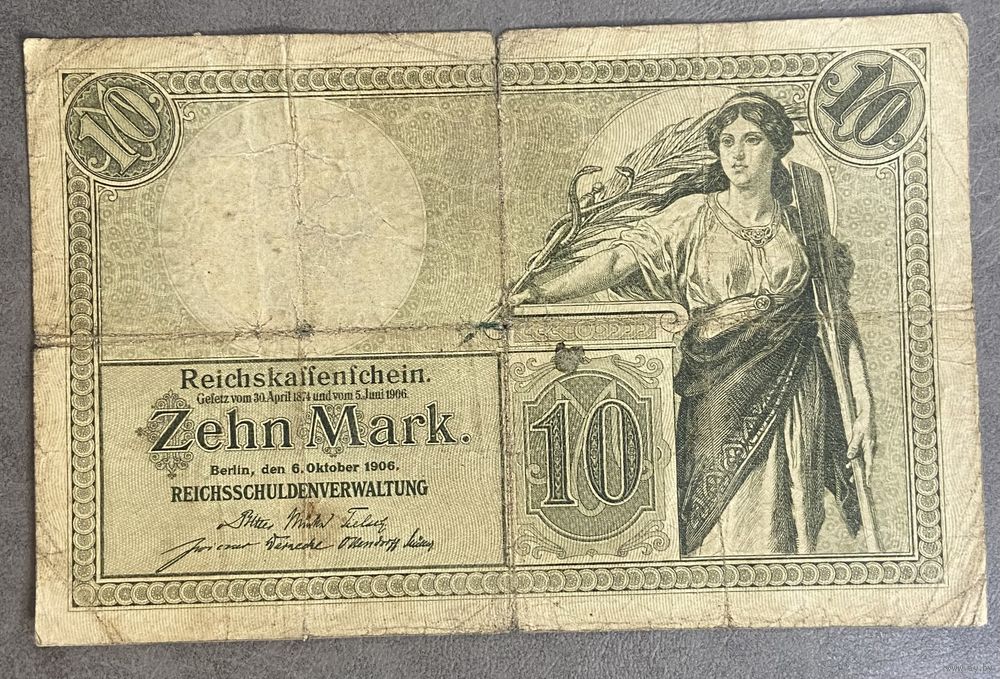 10
10
Reichskaſſenſchein.
Geſetz vom 30. April 1874 und vom 5. Juni 1906.
Zehn Mark.
Berlin, den 6. Oktober 1906.
REICHSSCHULDENVERWALTUNG
10